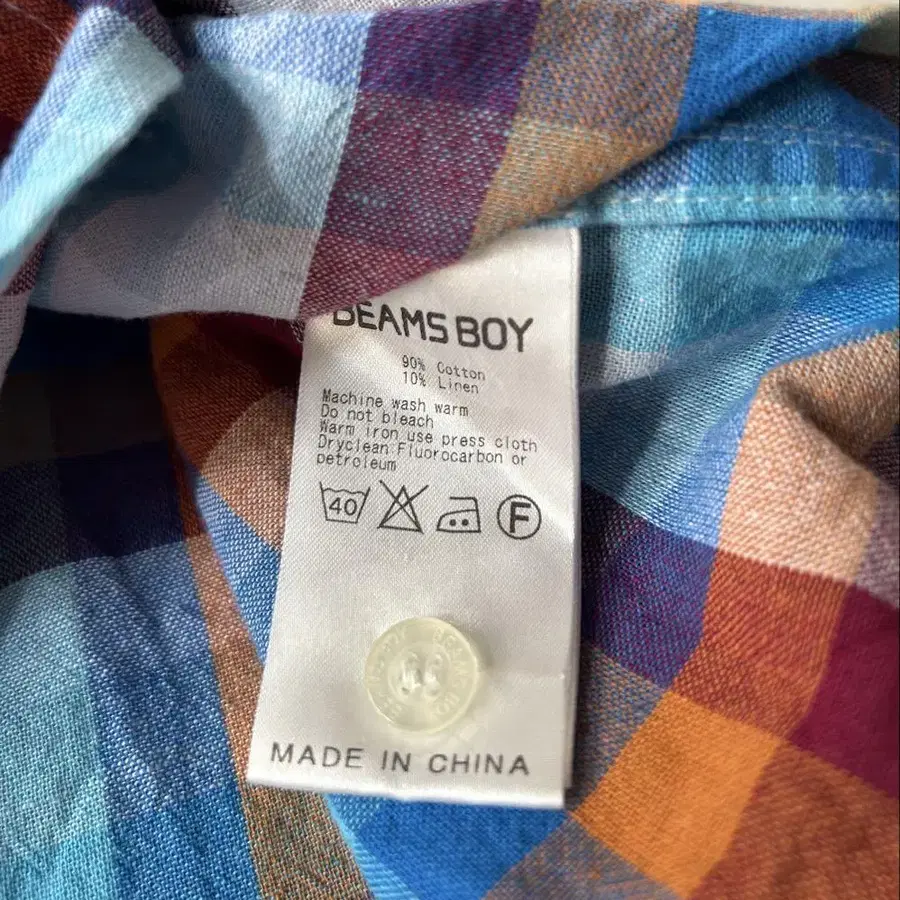 BEAMS BOY
90% Cotton
10% Linen
Machine wash warm
Do not bleach
Warm iron use press cloth
Dryclean Fluorocarbon or
petroleum
40
F
MADE IN CHINA